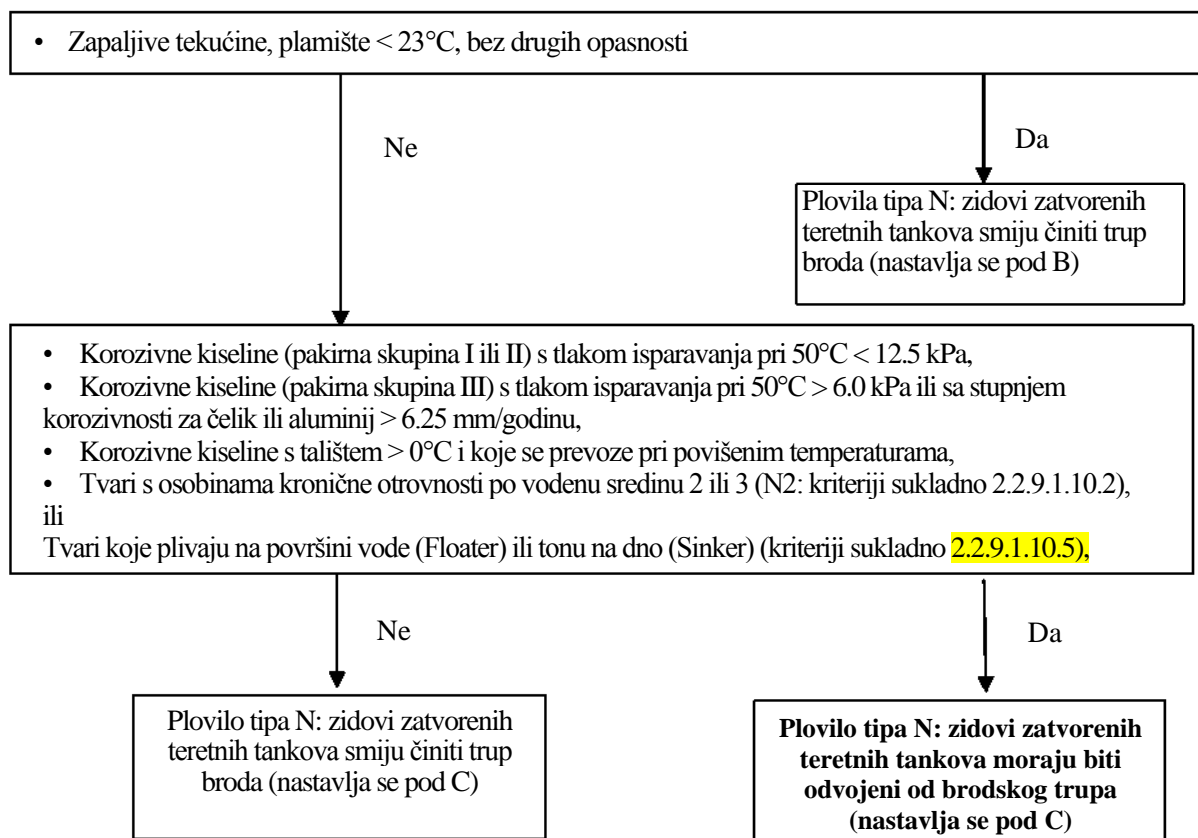 • Zapaljive tekućine, plamište < 23°C, bez drugih opasnosti
Ne
Da
Plovila tipa N: zidovi zatvorenih
teretnih tankova smiju činiti trup
broda (nastavlja se pod B)
• Korozivne kiseline (pakirna skupina I ili II) s tlakom isparavanja pri 50°C < 12.5 kPa,
• Korozivne kiseline (pakirna skupina III) s tlakom isparavanja pri 50°C > 6.0 kPa ili sa stupnjem
korozivnosti za čelik ili aluminij > 6.25 mm/godinu,
• Korozivne kiseline s talištem > 0°C i koje se prevoze pri povišenim temperaturama,
• Tvari s osobinama kronične otrovnosti po vodenu sredinu 2 ili 3 (N2: kriteriji sukladno 2.2.9.1.10.2),
ili
Tvari koje plivaju na površini vode (Floater) ili tonu na dno (Sinker) (kriteriji sukladno 2.2.9.1.10.5),
Ne
Da
Plovilo tipa N: zidovi zatvorenih
teretnih tankova smiju činiti trup
broda (nastavlja se pod C)
Plovilo tipa N: zidovi zatvorenih
teretnih tankova moraju biti
odvojeni od brodskog trupa
(nastavlja se pod C)